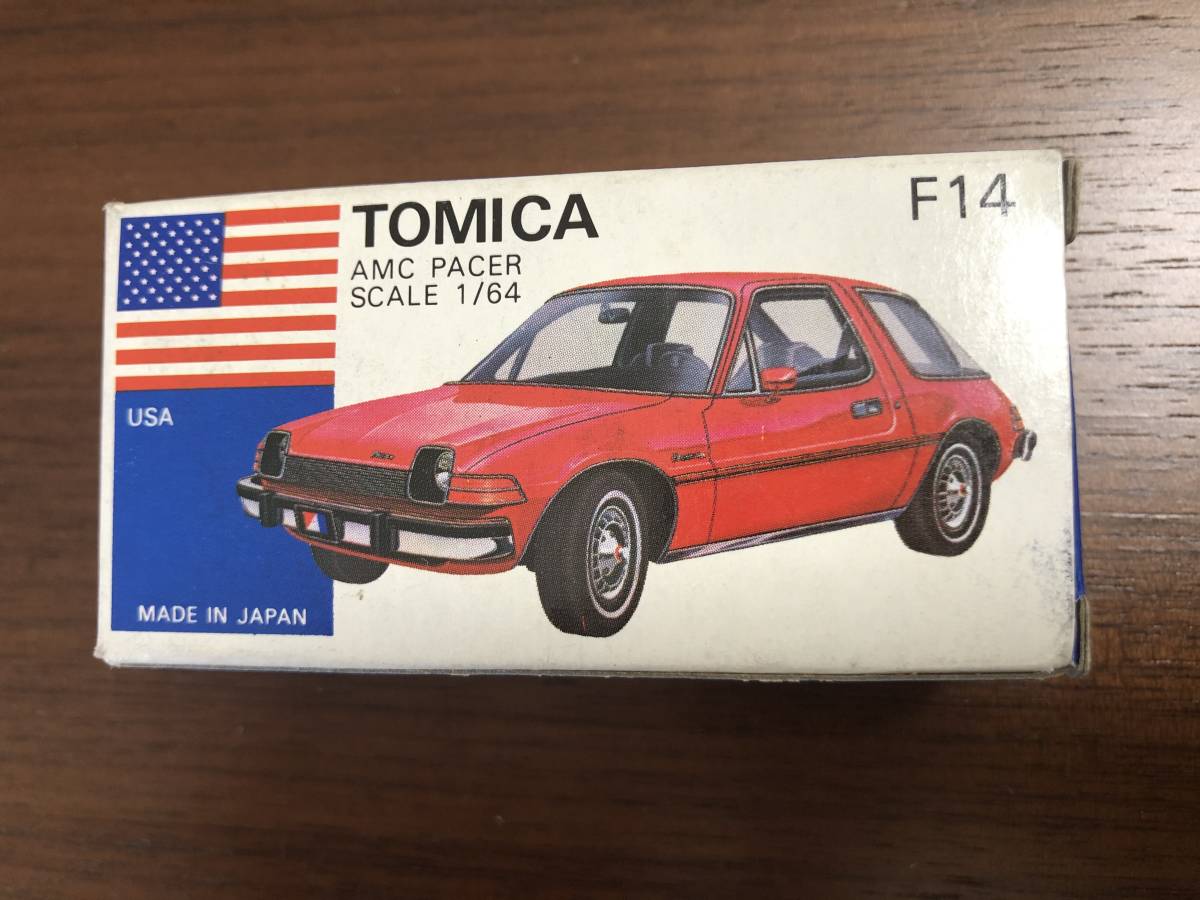 TOMICA
F14
AMC PACER
SCALE 1/64
USA
MADE IN JAPAN